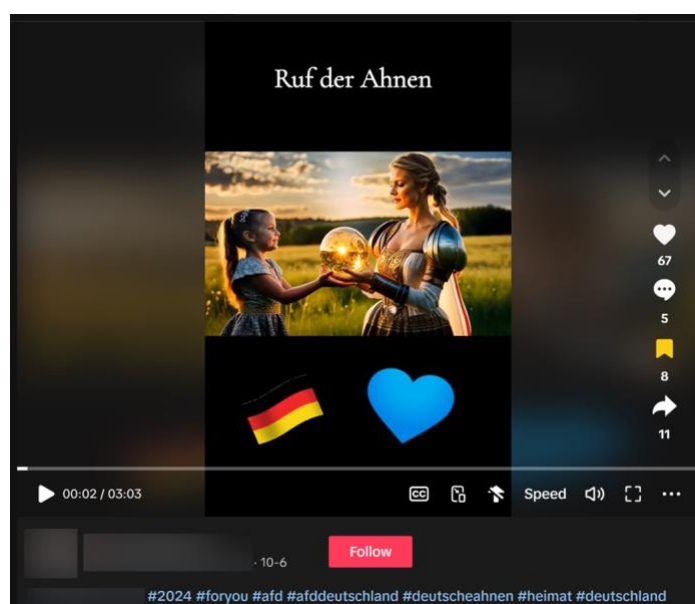 Ruf der Ahnen
67
5
8
11
00:02 / 03:03
CC
Speed
· 10-6
Follow
#2024 #foryou #afd #afddeutschland #deutscheahnen #heimat #deutschland